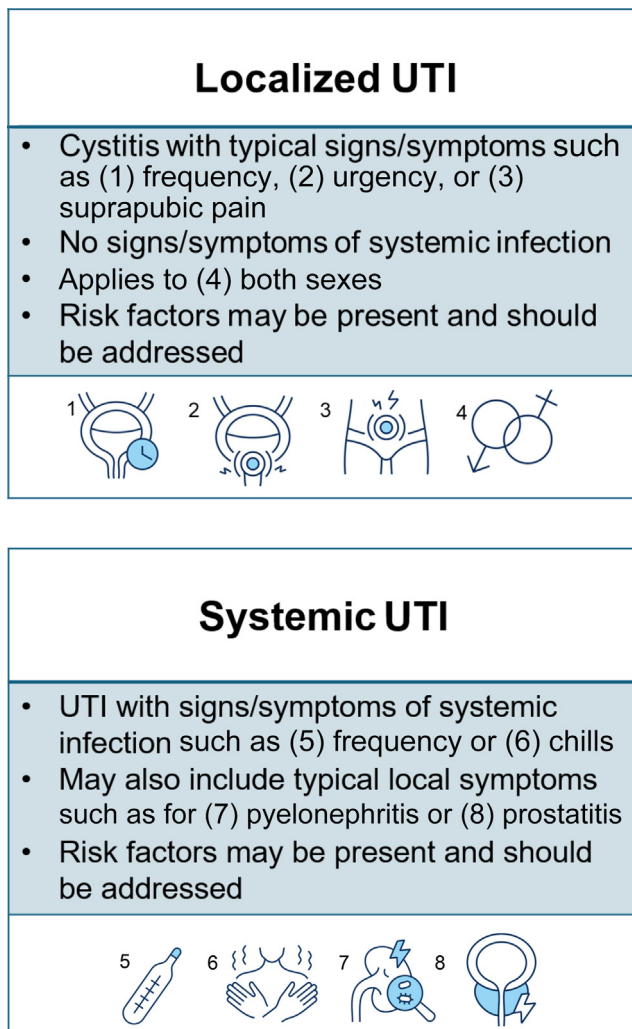 Localized UTI
• Cystitis with typical signs/symptoms such
as (1) frequency, (2) urgency, or (3)
suprapubic pain
• No signs/symptoms of systemic infection
• Applies to (4) both sexes
• Risk factors may be present and should
be addressed
1 2 3 4
Systemic UTI
• UTI with signs/symptoms of systemic
infection such as (5) frequency or (6) chills
• May also include typical local symptoms
such as for (7) pyelonephritis or (8) prostatitis
• Risk factors may be present and should
be addressed
5 6 7 8